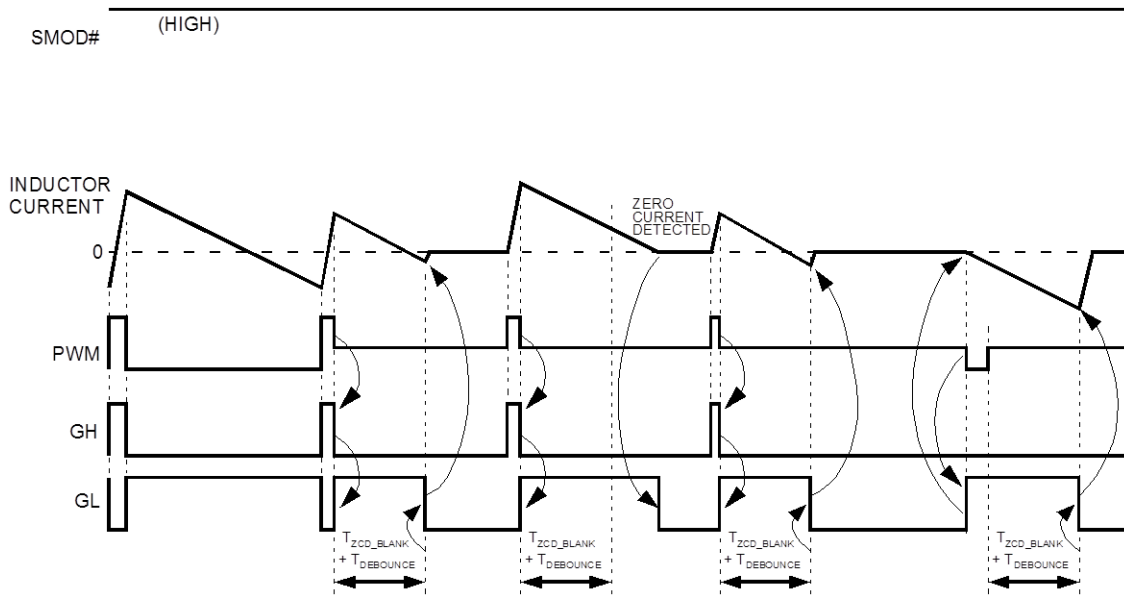 SMOD#
(HIGH)
INDUCTOR
CURRENT
0
ZERO
CURRENT
DETECTED
PWM
GH
GL
TZCD_BLANK
+ TDEBOUNCE
TZCD_BLANK
+ TDEBOUNCE
TZCD_BLANK
+ TDEBOUNCE
TZCD_BLANK
+ TDEBOUNCE